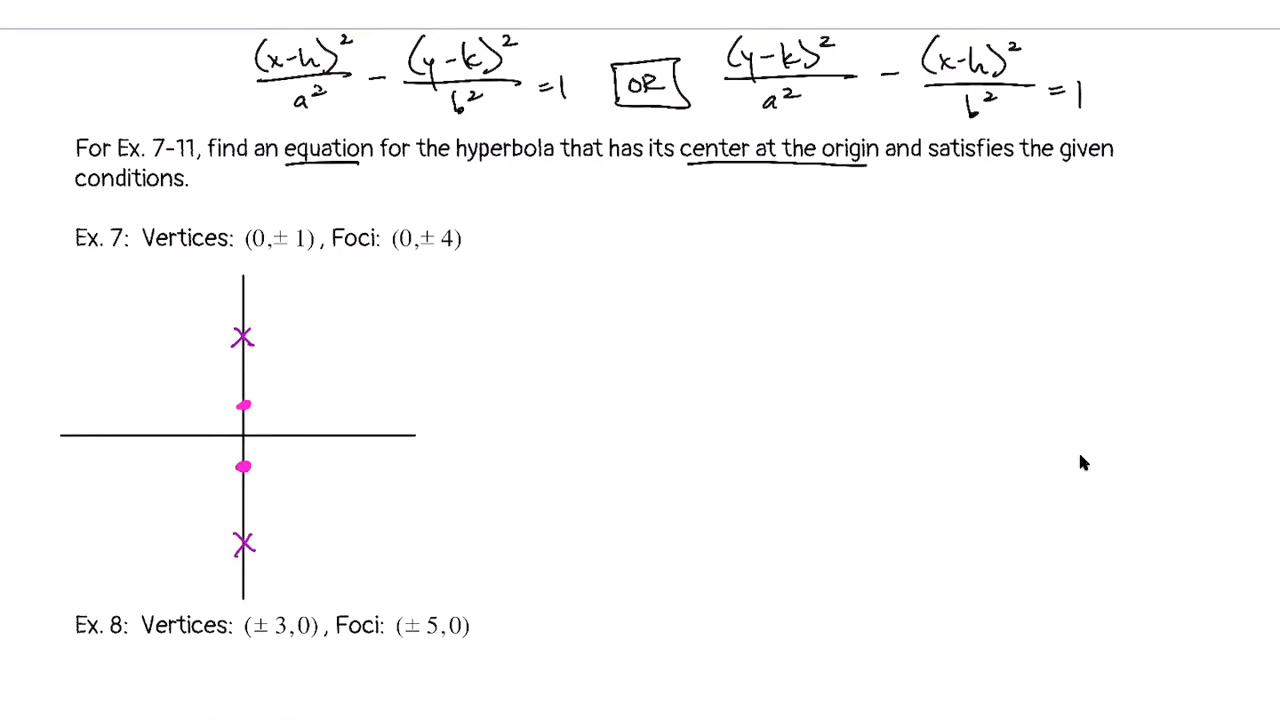 (x-h)²/a² - (y-k)²/b² = 1 OR (y-k)²/a² - (x-h)²/b² = 1
For Ex. 7-11, find an equation for the hyperbola that has its center at the origin and satisfies the given
conditions.
Ex. 7: Vertices: (0,± 1), Foci: (0,± 4)
Ex. 8: Vertices: (± 3,0), Foci: (± 5,0)